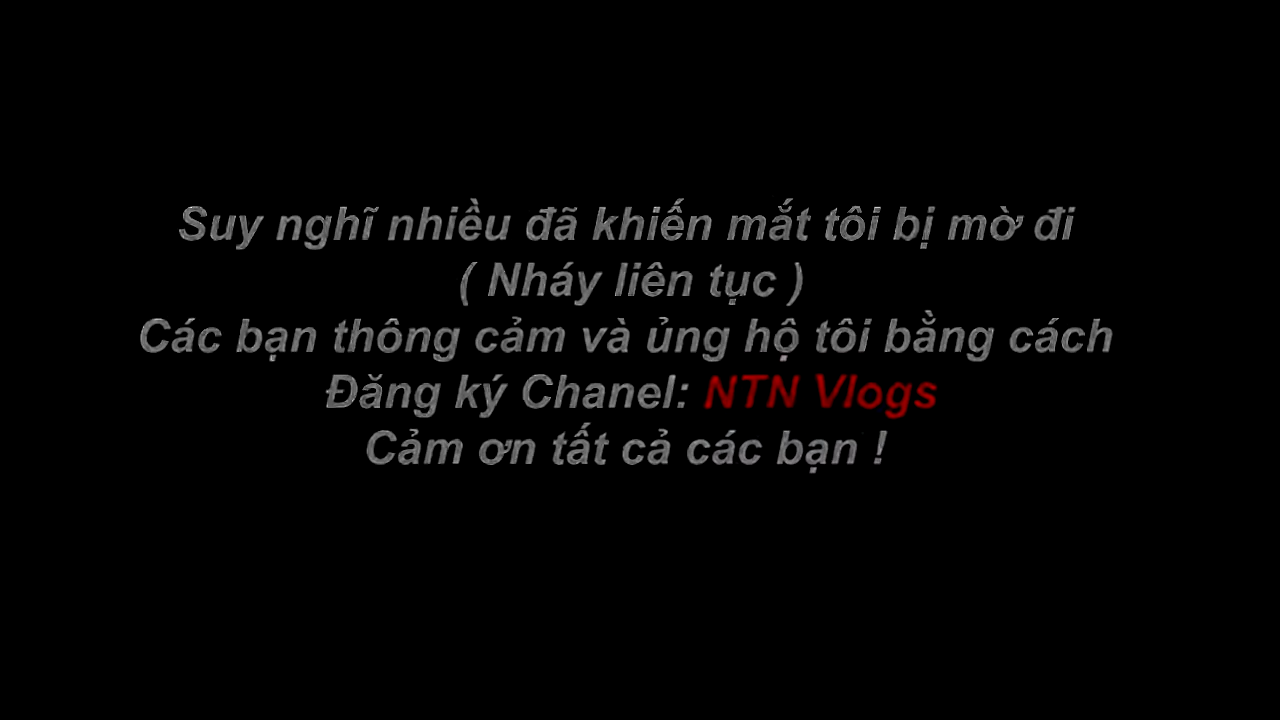 Suy nghĩ nhiều đã khiến mắt tôi bị mờ đi
( Nháy liên tục )
Các bạn thông cảm và ủng hộ tôi bằng cách
Đăng ký Chanel: NTN Vlogs
Cảm ơn tất cả các bạn !